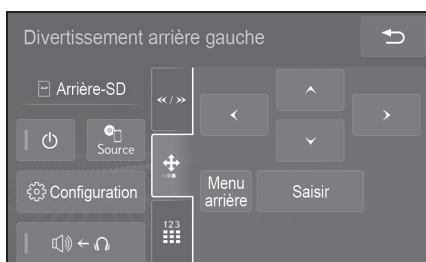 Divertissement arrière gauche
Arrière-SD
Source
Configuration
123
Menu
arrière
Saisir